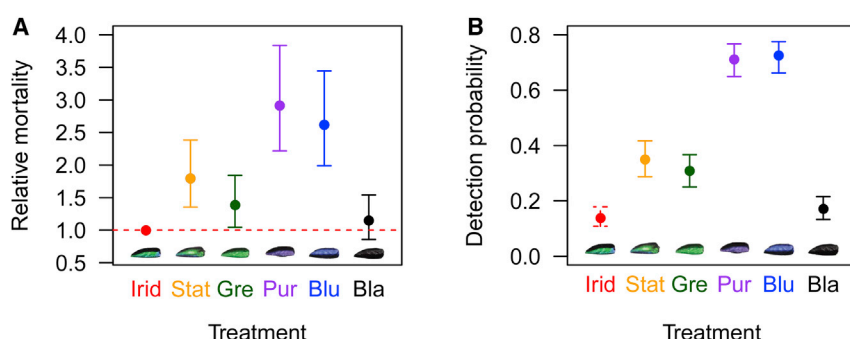 A
Relative mortality
4.0
3.5
3.0
2.5
2.0
1.5
1.0
0.5
Irid Stat Gre Pur Blu Bla
Treatment
B
Detection probability
0.8
0.6
0.4
0.2
0.0
Irid Stat Gre Pur Blu Bla
Treatment